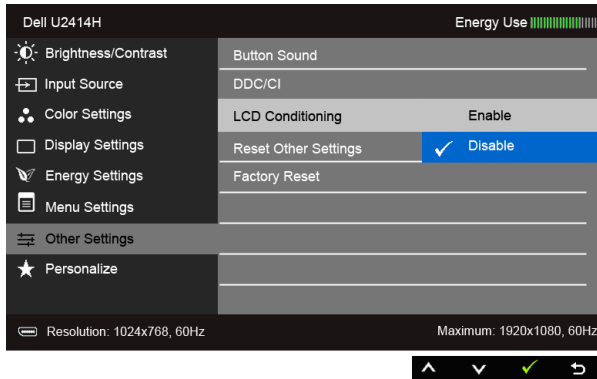 Dell U2414H Energy Use
Brightness/Contrast Button Sound
Input Source DDC/CI
Color Settings LCD Conditioning Enable
Display Settings Reset Other Settings Disable
Energy Settings Factory Reset
Menu Settings
Other Settings
Personalize
Resolution: 1024x768, 60Hz Maximum: 1920x1080, 60Hz